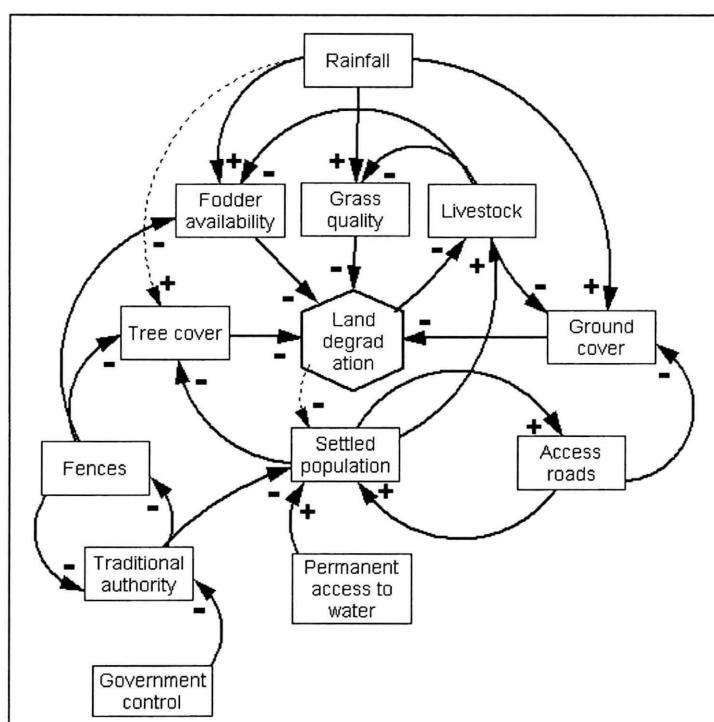 Rainfall
+
-
+
-
+
Fodder
availability
Grass
quality
Livestock
-
+
-
-
-
+
-
+
Tree cover
-
-
Land
degrad
ation
-
Ground
cover
-
-
-
-
Settled
population
+
Access
roads
Fences
-
-
+
+
-
Traditional
authority
-
Permanent
access to
water
Government
control